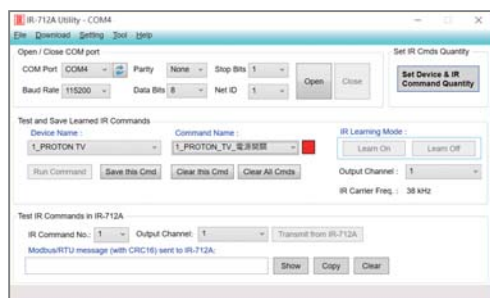 IR-712A Utility - COM4
File Download Setting Tool Help
Open / Close COM port
COM Port COM4 Parity None Stop Bits 1
Baud Rate 115200 Data Bits 8 Net ID 1
Open Close
Set IR Cmds Quantity
Set Device & IR
Command Quantity
Test and Save Learned IR Commands
Device Name : Command Name :
1_PROTON TV 1_PROTON_TV_電源開關
Run Command Save this Cmd Clear this Cmd Clear All Cmds
IR Learning Mode :
Learn On Learn Off
Output Channel : 1
IR Carrier Freq. : 38 kHz
Test IR Commands in IR-712A
IR Command No.: 1 Output Channel: 1 Transmit from IR-712A
Modbus/RTU message (with CRC16) sent to IR-712A:
Show Copy Clear